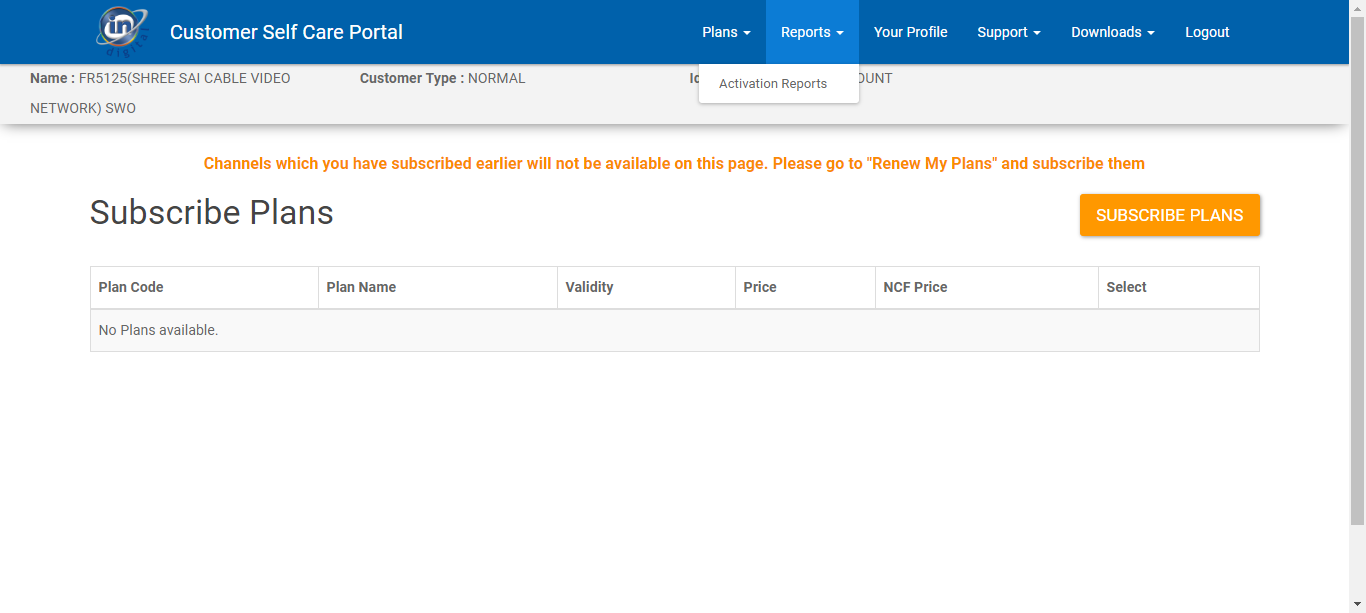 in
digital
Customer Self Care Portal
Plans
Reports
Your Profile
Support
Downloads
Logout
Activation Reports
Name : FR5125(SHREE SAI CABLE VIDEO
NETWORK) SWO
Customer Type : NORMAL
Channels which you have subscribed earlier will not be available on this page. Please go to "Renew My Plans" and subscribe them
Subscribe Plans
SUBSCRIBE PLANS
Plan Code Plan Name Validity Price NCF Price Select
No Plans available.